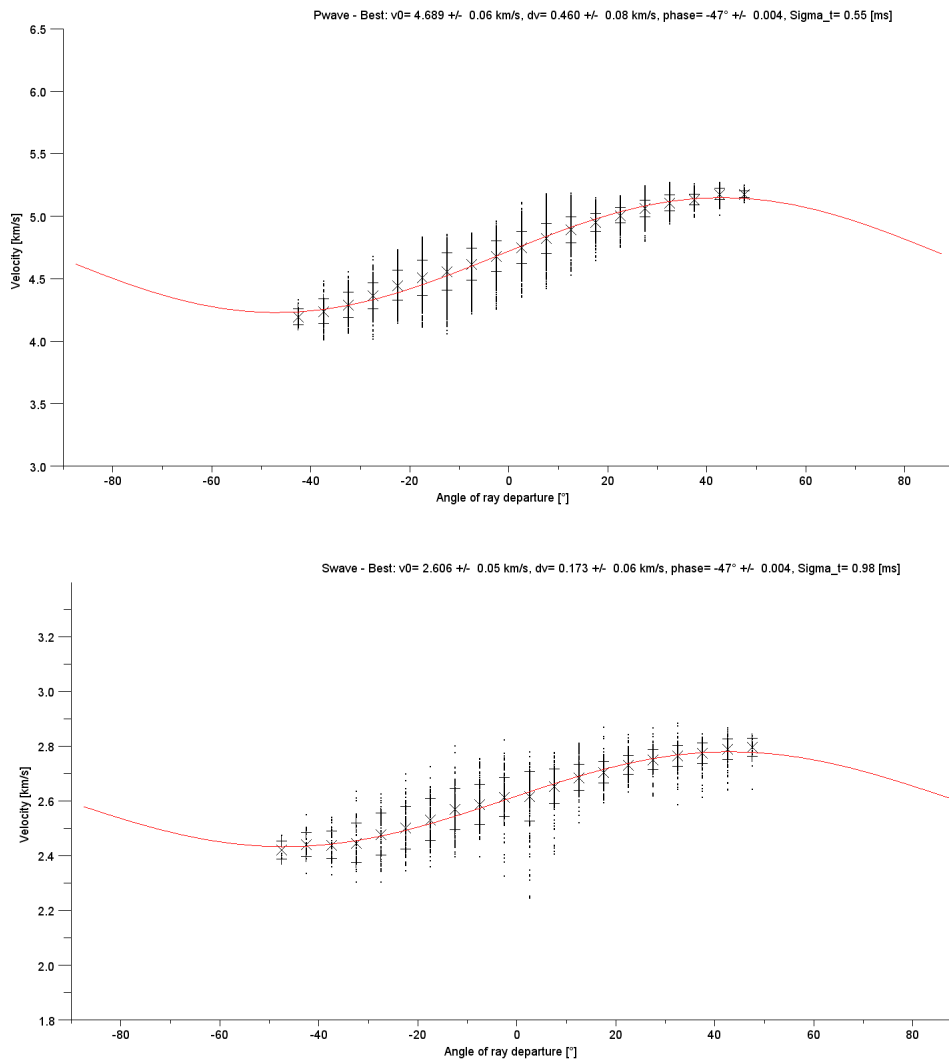 Pwave - Best: v0= 4.689 +/- 0.06 km/s, dv= 0.460 +/- 0.08 km/s, phase= -47° +/- 0.004, Sigma_t= 0.55 [ms]
6.5
6.0
5.5
5.0
4.5
4.0
3.5
3.0
Velocity [km/s]
-80 -60 -40 -20 0 20 40 60 80
Angle of ray departure [°]
Swave - Best: v0= 2.606 +/- 0.05 km/s, dv= 0.173 +/- 0.06 km/s, phase= -47° +/- 0.004, Sigma_t= 0.98 [ms]
3.2
3.0
2.8
2.6
2.4
2.2
2.0
1.8
Velocity [km/s]
-80 -60 -40 -20 0 20 40 60 80
Angle of ray departure [°]